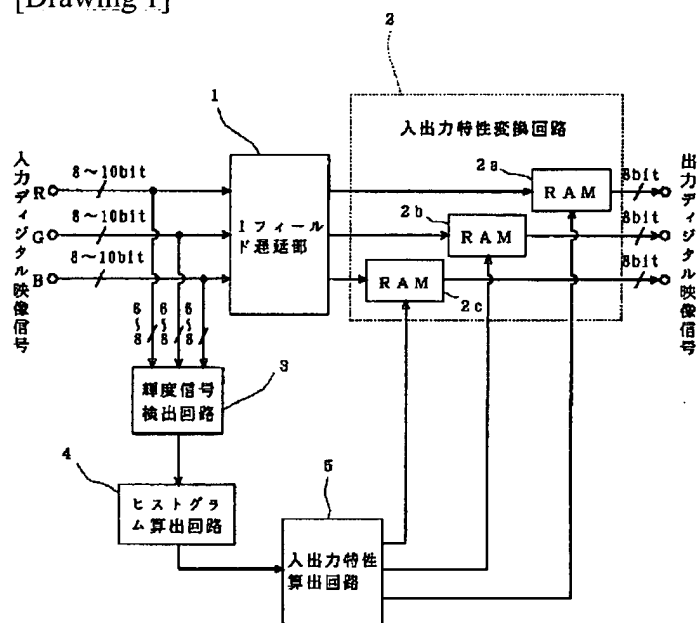 [Drawing 1]
2
1
入出力特性変換回路
2a
RAM
8bit
2b
RAM
8bit
RAM
2c
8bit
入力ディジタル映像信号
R
8~10bit
G
8~10bit
B
8~10bit
1フィール
ド遅延部
出力ディジタル映像信号
6~8
6~8
6~8
3
輝度信号
検出回路
4
ヒストグラ
ム算出回路
5
入出力特性
算出回路